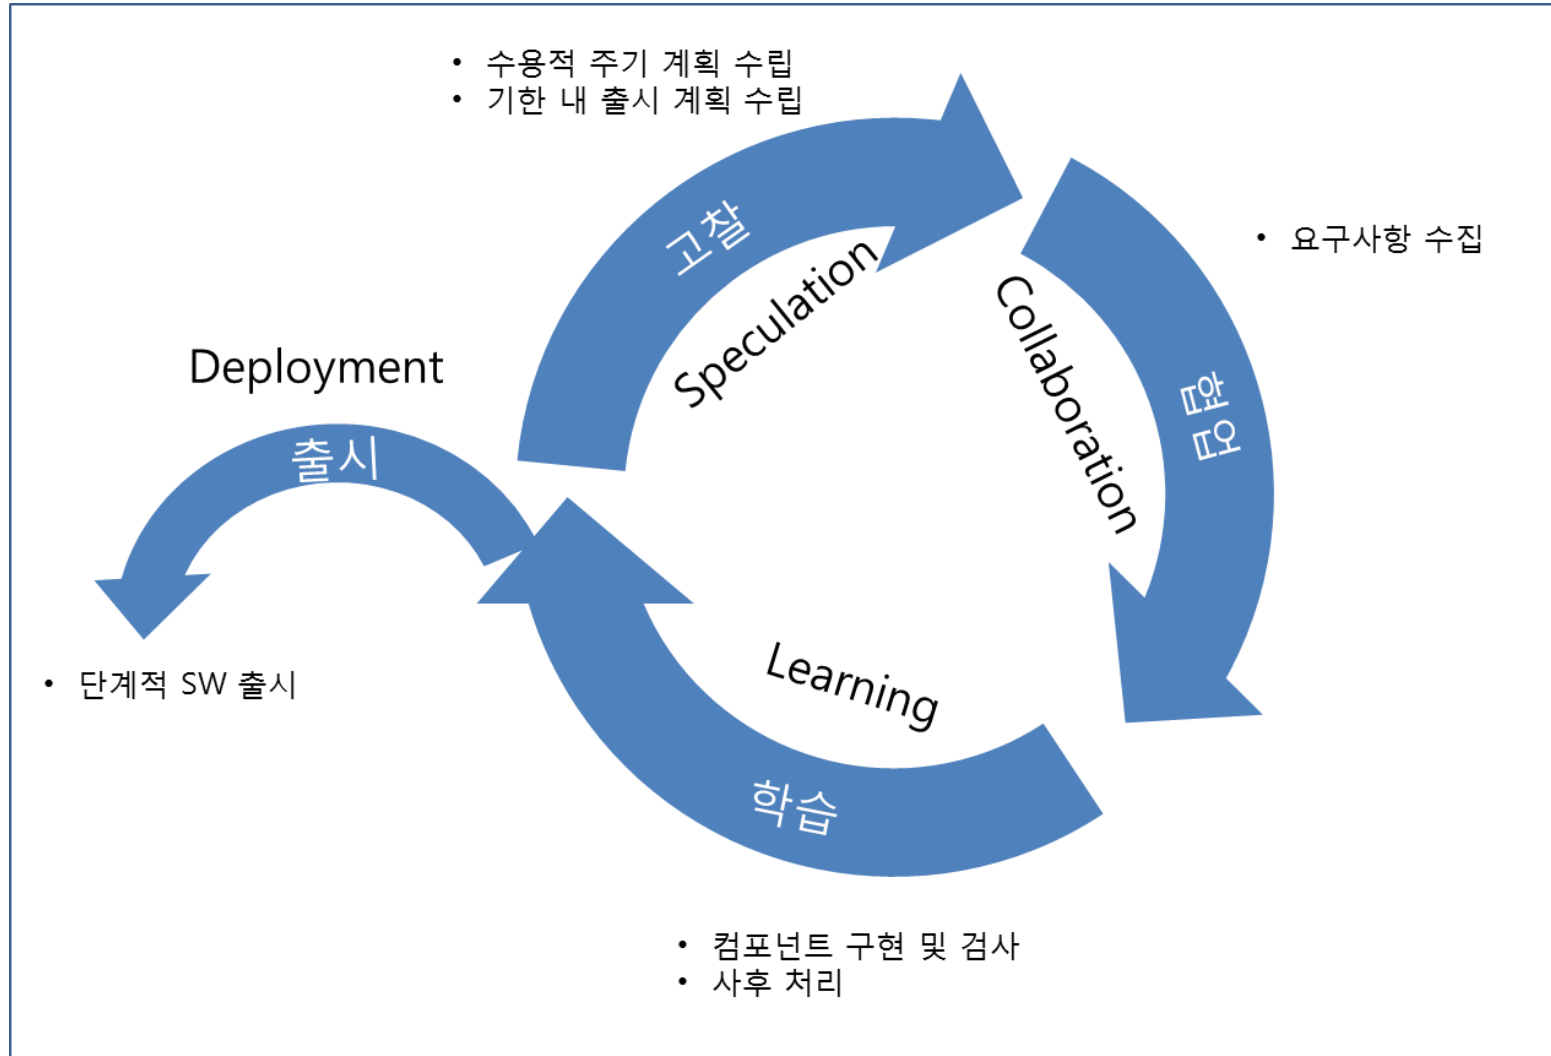 • 수용적 주기 계획 수립
• 기한 내 출시 계획 수립
고찰
Speculation
• 요구사항 수집
Collaboration
협업
Deployment
출시
• 단계적 SW 출시
Learning
학습
• 컴포넌트 구현 및 검사
• 사후 처리